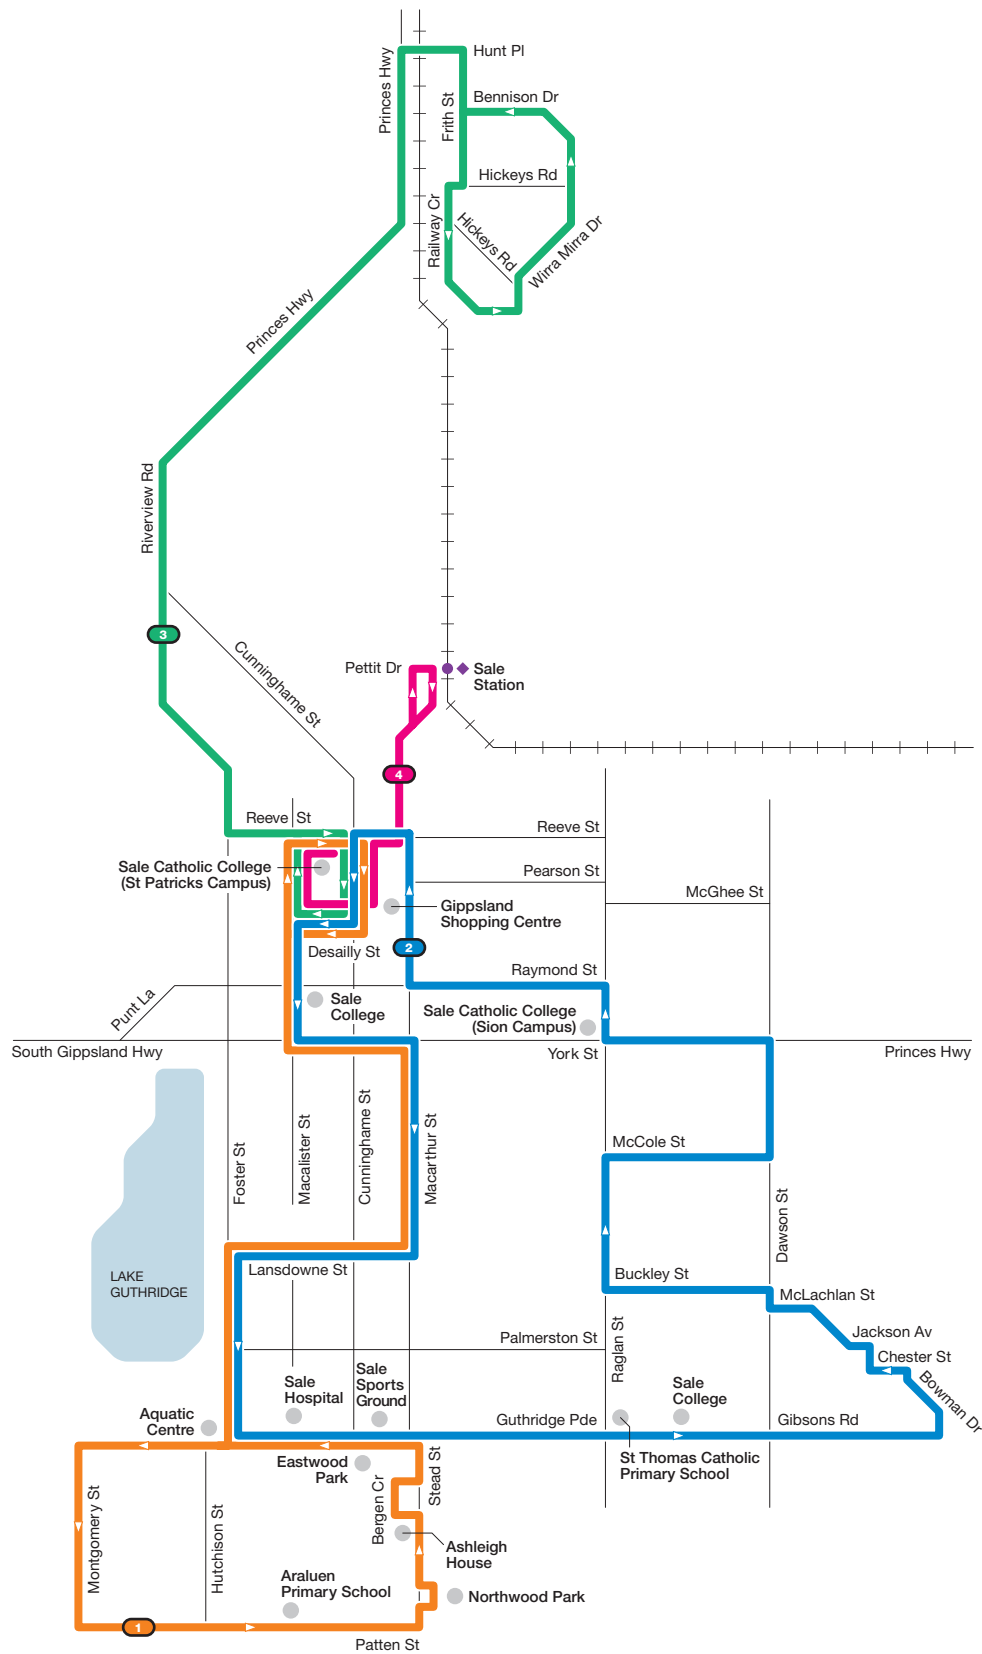 Princes Hwy
Hunt Pl
Frith St
Bennison Dr
Hickeys Rd
Railway Cr
Hickeys Rd
Wirra Mirra Dr
Princes Hwy
Riverview Rd
3
Cunninghame St
Pettit Dr
Sale
Station
4
Reeve St
Reeve St
Sale Catholic College
(St Patricks Campus)
Pearson St
McGhee St
Gippsland
Shopping Centre
Desailly St
2
Raymond St
Punt La
Sale
College
Sale Catholic College
(Sion Campus)
South Gippsland Hwy
York St
Princes Hwy
Foster St
Macalister St
Cunninghame St
Macarthur St
McCole St
Dawson St
LAKE
GUTHRIDGE
Lansdowne St
Buckley St
McLachlan St
Palmerston St
Raglan St
Jackson Av
Chester St
Bowman Dr
Sale
Hospital
Sale
Sports
Ground
Sale
College
Aquatic
Centre
Guthridge Pde
Gibsons Rd
St Thomas Catholic
Primary School
Eastwood
Park
Stead St
Bergen Cr
Montgomery St
Hutchison St
Ashleigh
House
Araluen
Primary School
Northwood Park
1
Patten St